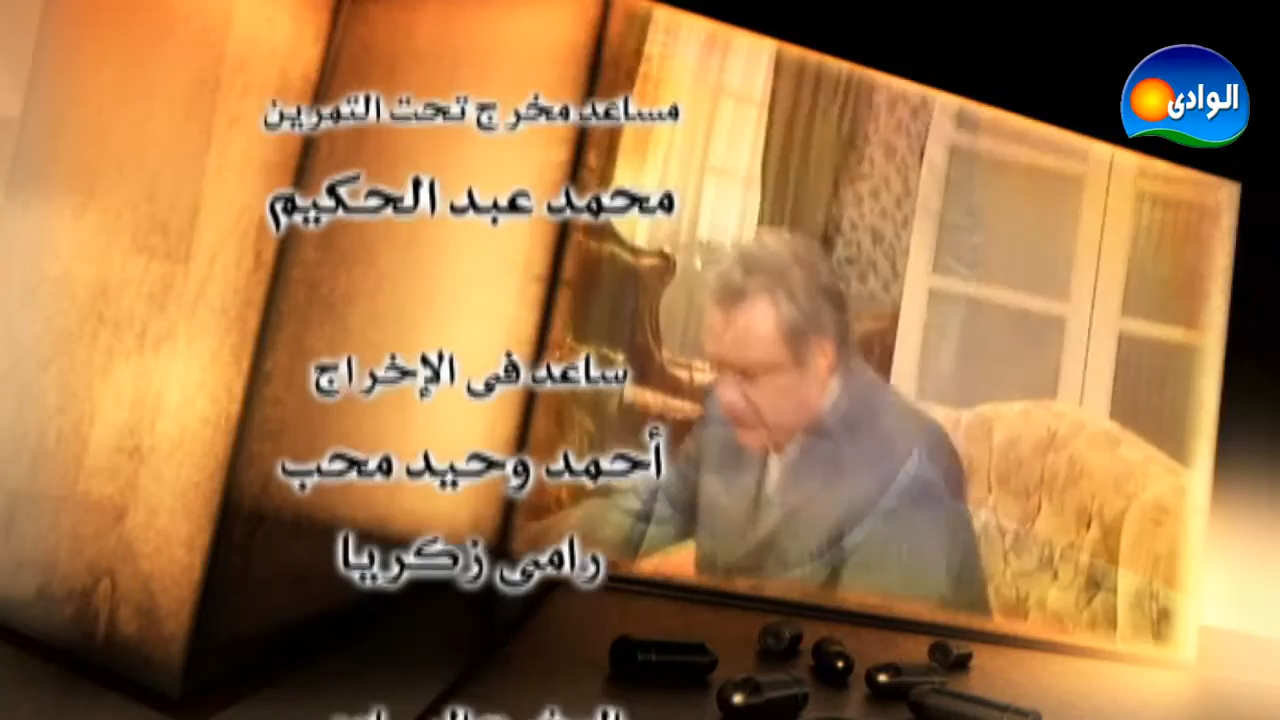 الوادى
مساعد مخرج تحت التمرين
محمد عبد الحكيم
ساعد فى الإخراج
أحمد وحيد محب
رامى زكريا